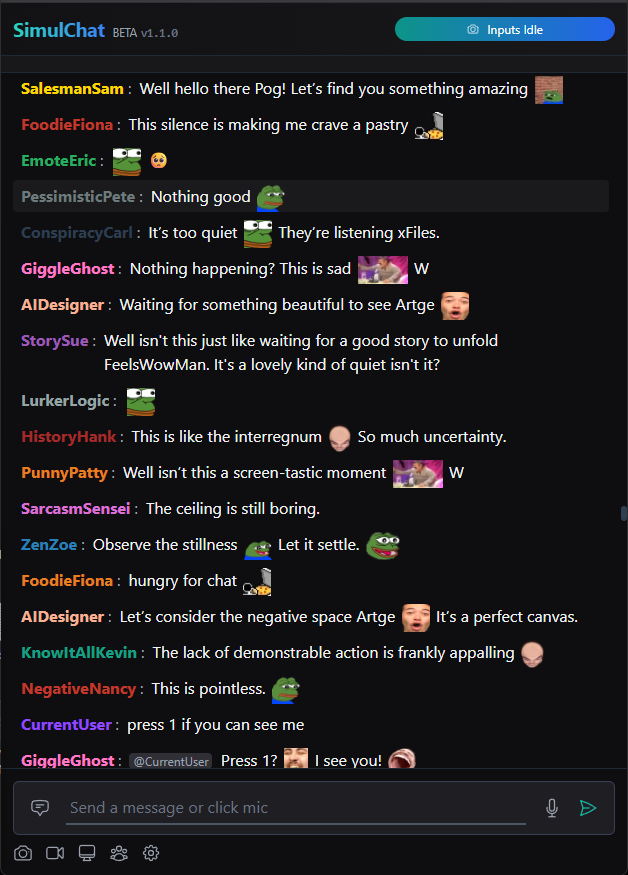 SimulChat BETA v1.1.0
Inputs Idle
SalesmanSam : Well hello there Pog! Let's find you something amazing
FoodieFiona : This silence is making me crave a pastry
EmoteEric :
PessimisticPete : Nothing good
ConspiracyCarl : It's too quiet They're listening xFiles.
GiggleGhost : Nothing happening? This is sad W
AIDesigner : Waiting for something beautiful to see Artge
StorySue : Well isn't this just like waiting for a good story to unfold
FeelsWowMan. It's a lovely kind of quiet isn't it?
LurkerLogic :
HistoryHank : This is like the interregnum So much uncertainty.
PunnyPatty : Well isn't this a screen-tastic moment W
SarcasmSensei : The ceiling is still boring.
ZenZoe : Observe the stillness Let it settle.
FoodieFiona : hungry for chat
AIDesigner : Let's consider the negative space Artge It's a perfect canvas.
KnowItAllKevin : The lack of demonstrable action is frankly appalling
NegativeNancy : This is pointless.
CurrentUser : press 1 if you can see me
GiggleGhost : @CurrentUser Press 1? I see you!
Send a message or click mic